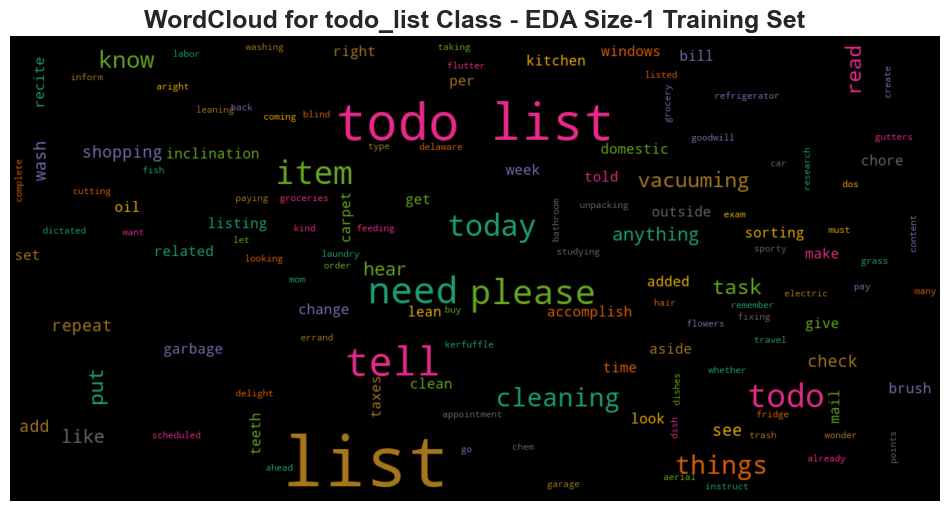 WordCloud for todo_list Class - EDA Size-1 Training Set
washing
taking
right
windows
know
labor
kitchen
bill
read
flutter
inform
per
listed
recite
aright
grocery
refrigerator
create
leaning
back
coming
blind
todo list
goodwill
gutters
wash
shopping
inclination
type
delaware
domestic
fish
item
week
told
vacuuming
car
research
chore
complete
cutting
dos
oil
paying
groceries
get
unpacking
outside
exam
must
carpet
bathroom
dictated
want
listing
kind
feeding
today
anything
sorting
content
let
set
related
laundry
looking
order
studying
sporty
make
grass
mom
hear
need
please
added
task
electric
pay
many
change
lean
buy
accomplish
hair
remember
fixing
flowers
give
repeat
errand
kerfuffle
travel
garbage
tell
aside
check
time
whether
put
clean
taxes
cleaning
dishes
todo
brush
delight
appointment
look
fridge
mail
add
like
scheduled
teeth
dish
see
trash
wonder
points
list
go
chem
things
already
ahead
garage
aerial
instruct